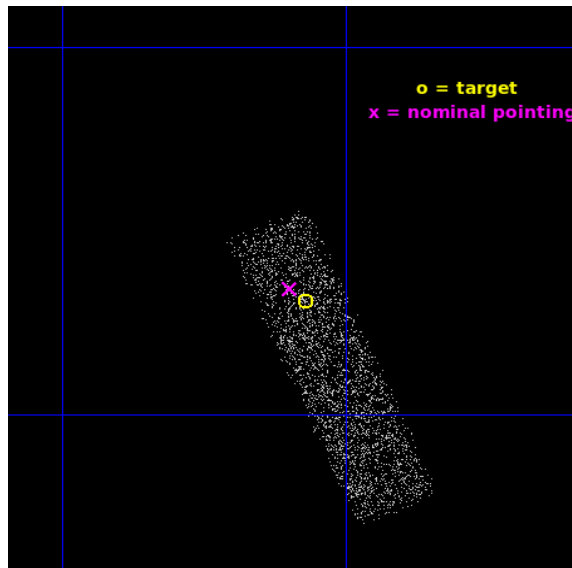 o = target
x = nominal pointing